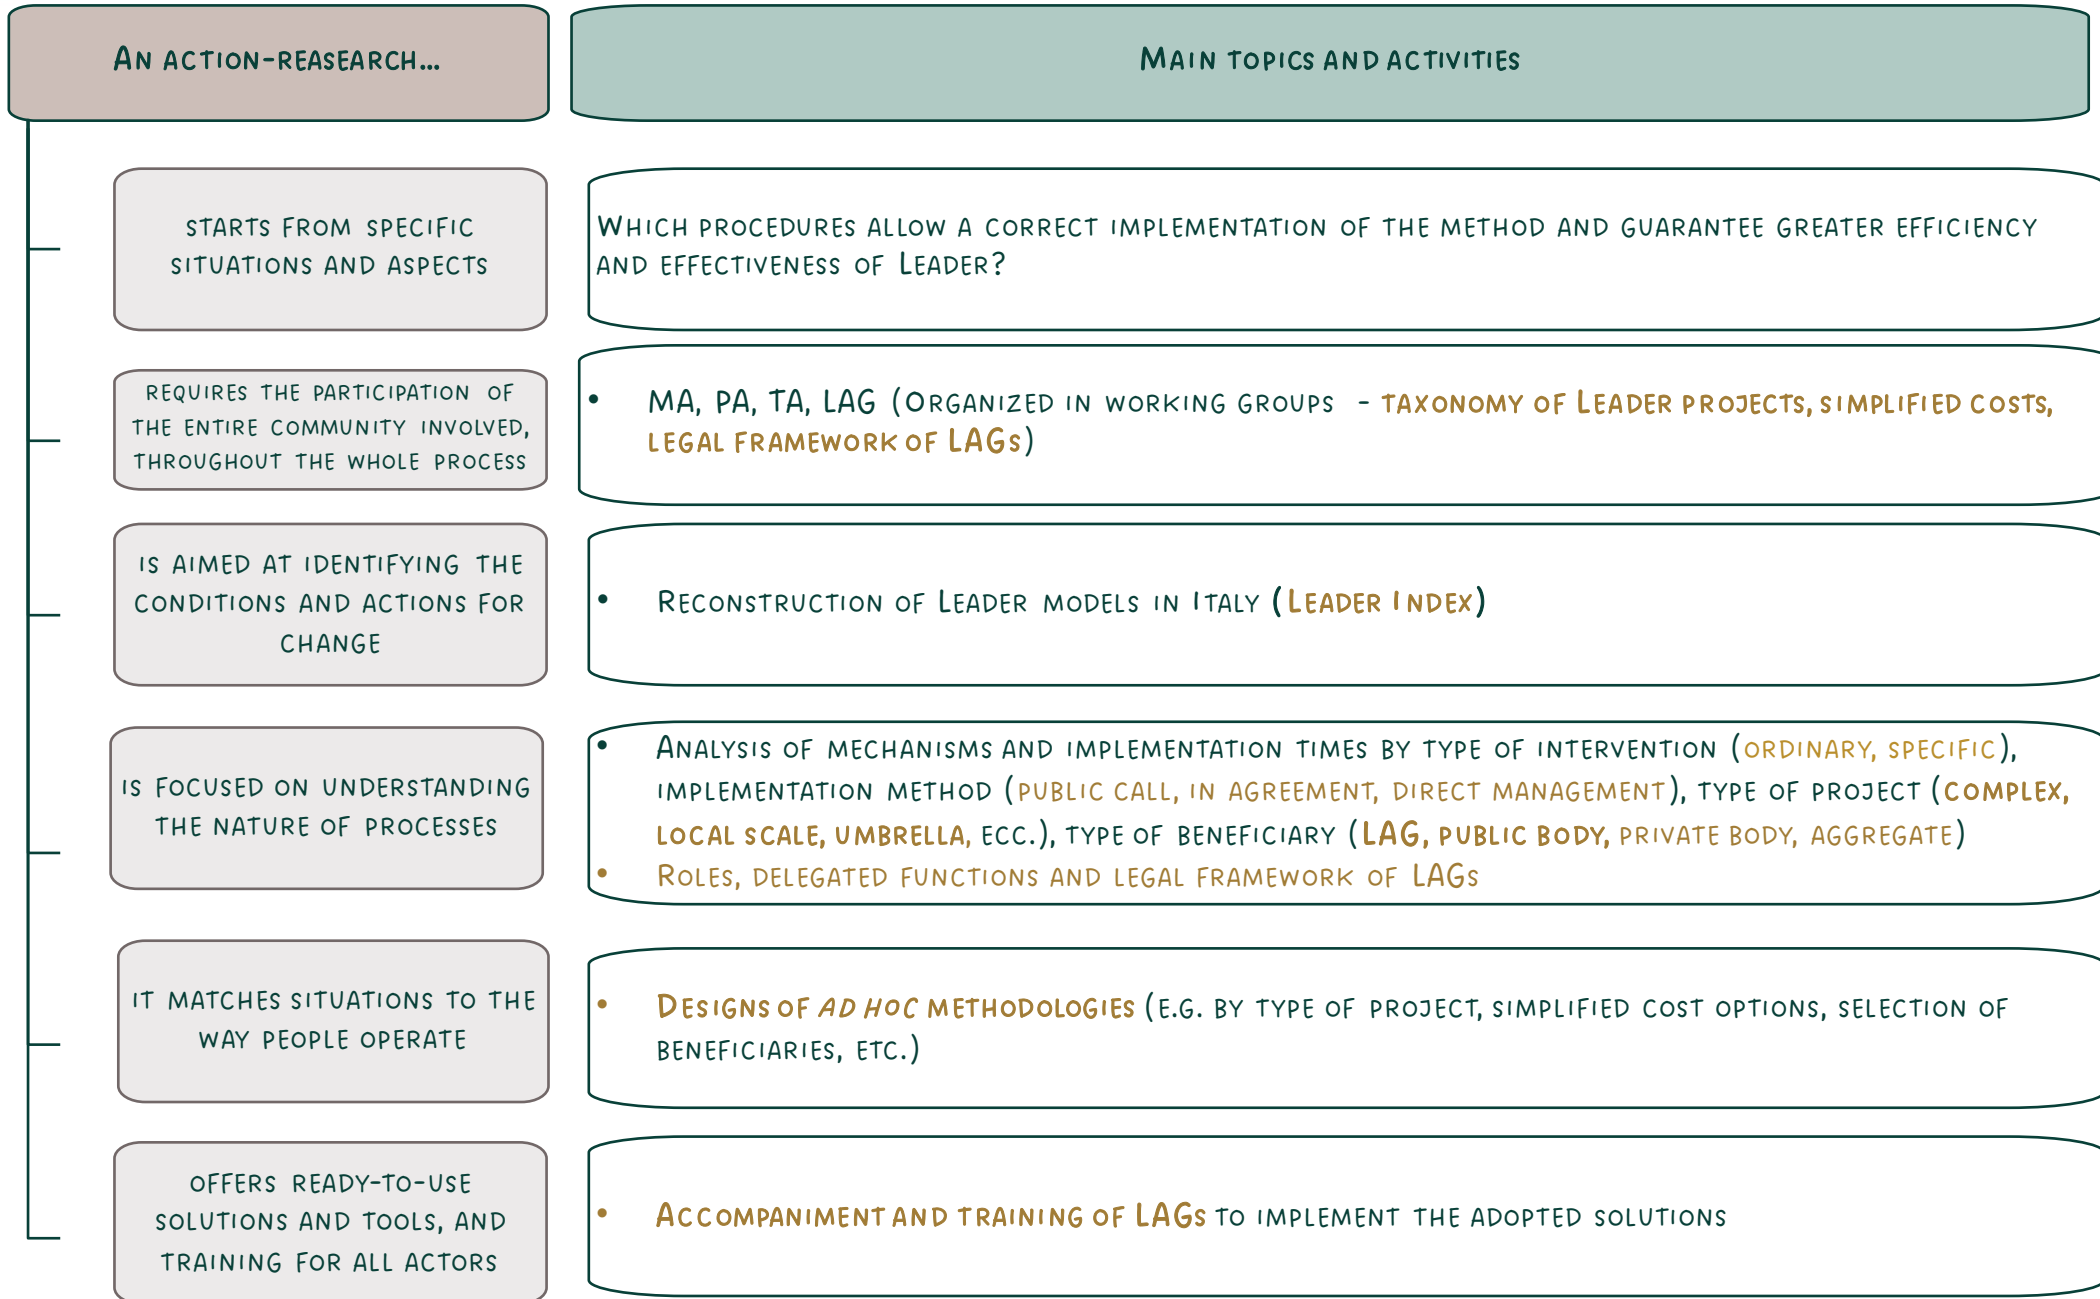 An action-reasearch...
Main topics and activities
starts from specific
situations and aspects
Which procedures allow a correct implementation of the method and guarantee greater efficiency
and effectiveness of Leader?
requires the participation of
the entire community involved,
throughout the whole process
• MA, PA, TA, LAG (Organized in working groups - taxonomy of Leader projects, simplified costs,
legal framework of LAGs)
is aimed at identifying the
conditions and actions for
change
• Reconstruction of Leader models in Italy (Leader Index)
is focused on understanding
the nature of processes
• Analysis of mechanisms and implementation times by type of intervention (ordinary, specific),
implementation method (public call, in agreement, direct management), type of project (complex,
local scale, umbrella, ecc.), type of beneficiary (LAG, public body, private body, aggregate)
• Roles, delegated functions and legal framework of LAGs
it matches situations to the
way people operate
• Designs of ad hoc methodologies (e.g. by type of project, simplified cost options, selection of
beneficiaries, etc.)
offers ready-to-use
solutions and tools, and
training for all actors
• Accompaniment and training of LAGs to implement the adopted solutions